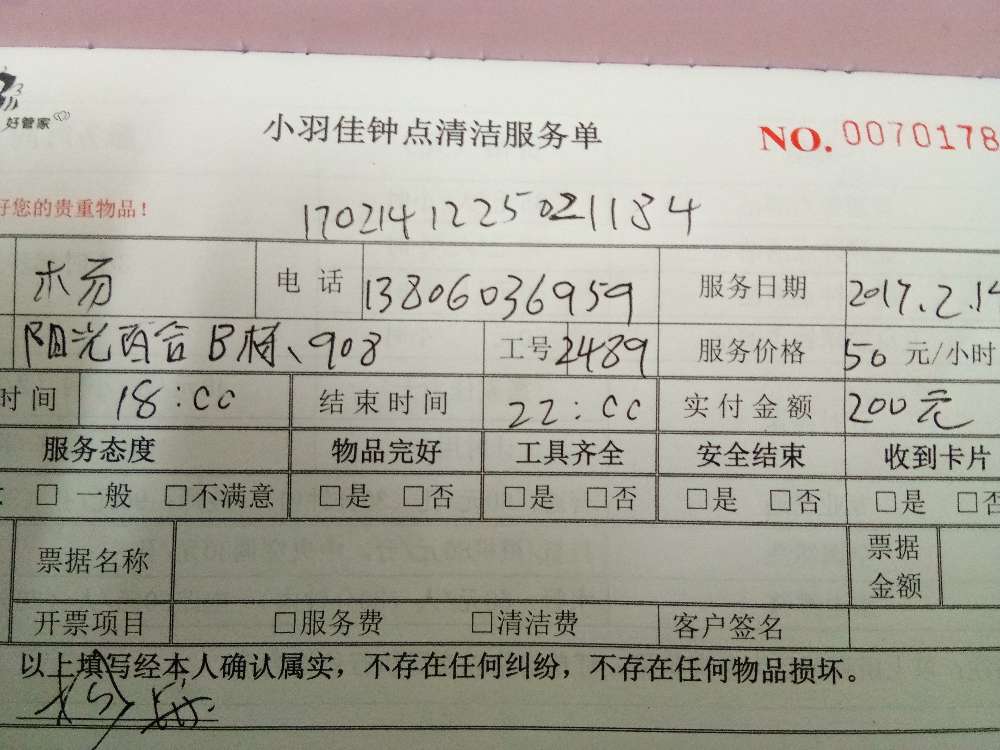 好管家
小羽佳钟点清洁服务单 NO. 0070178
好您的贵重物品！
1702141225021184
电 话 13806036959 服务日期 2017.2.14
阳光百合B栋、908 工号 2489 服务价格 50 元/小时
时间 18:00 结束时间 22:00 实付金额 200元
服务态度 物品完好 工具齐全 安全结束 收到卡片
□ 一般 □不满意 □是 □否 □是 □否 □是 □否 □是 □否
票据名称 票据金额
开票项目 □服务费 □清洁费 客户签名
以上填写经本人确认属实，不存在任何纠纷，不存在任何物品损坏。